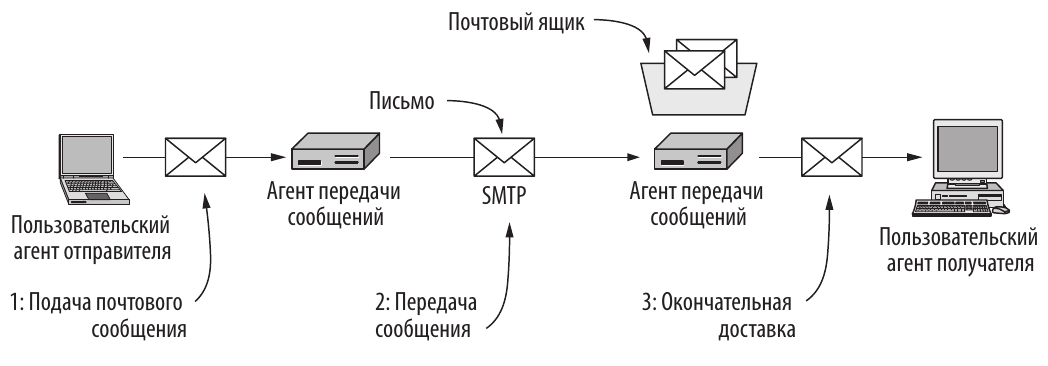 Почтовый ящик
Письмо
Пользовательский
агент отправителя
Агент передачи
сообщений
SMTP
Агент передачи
сообщений
Пользовательский
агент получателя
1: Подача почтового
сообщения
2: Передача
сообщения
3: Окончательная
доставка